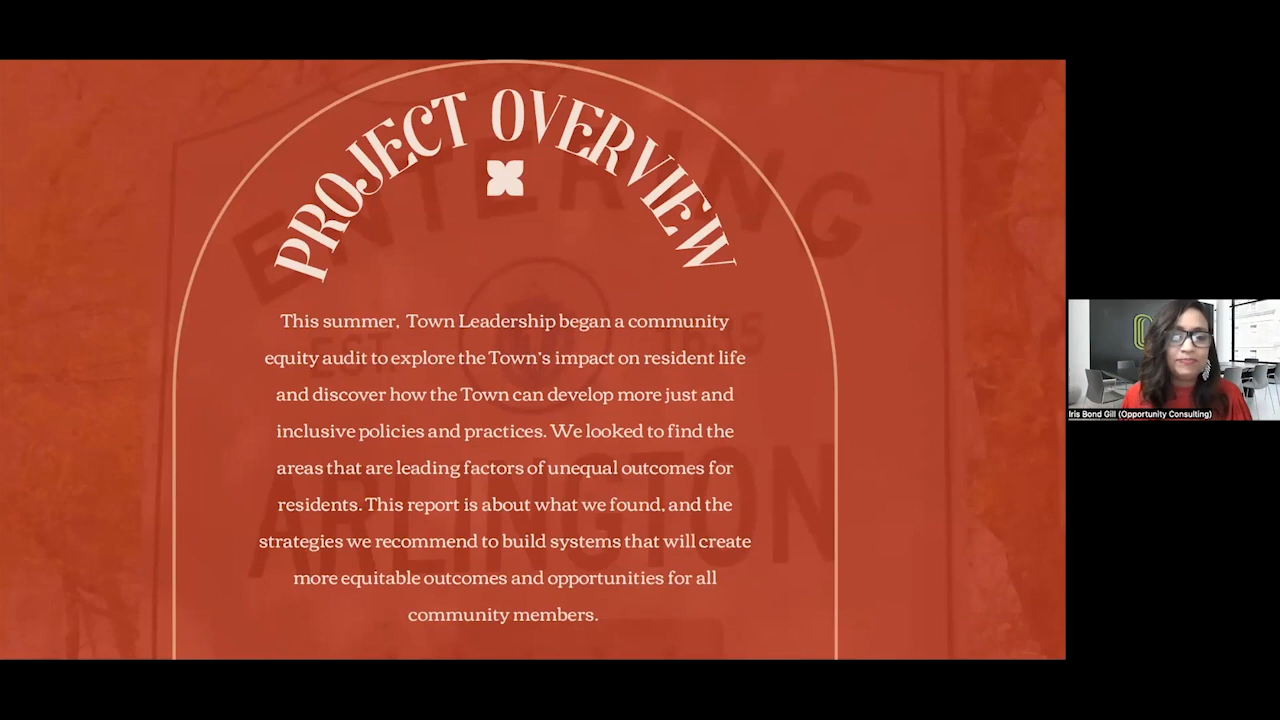 PROJECT OVERVIEW
This summer, Town Leadership began a community
equity audit to explore the Town's impact on resident life
and discover how the Town can develop more just and
inclusive policies and practices. We looked to find the
areas that are leading factors of unequal outcomes for
residents. This report is about what we found, and the
strategies we recommend to build systems that will create
more equitable outcomes and opportunities for all
community members.
ENTERING
EST.
ARLINGTON
Iris Bond Gill (Opportunity Consulting)